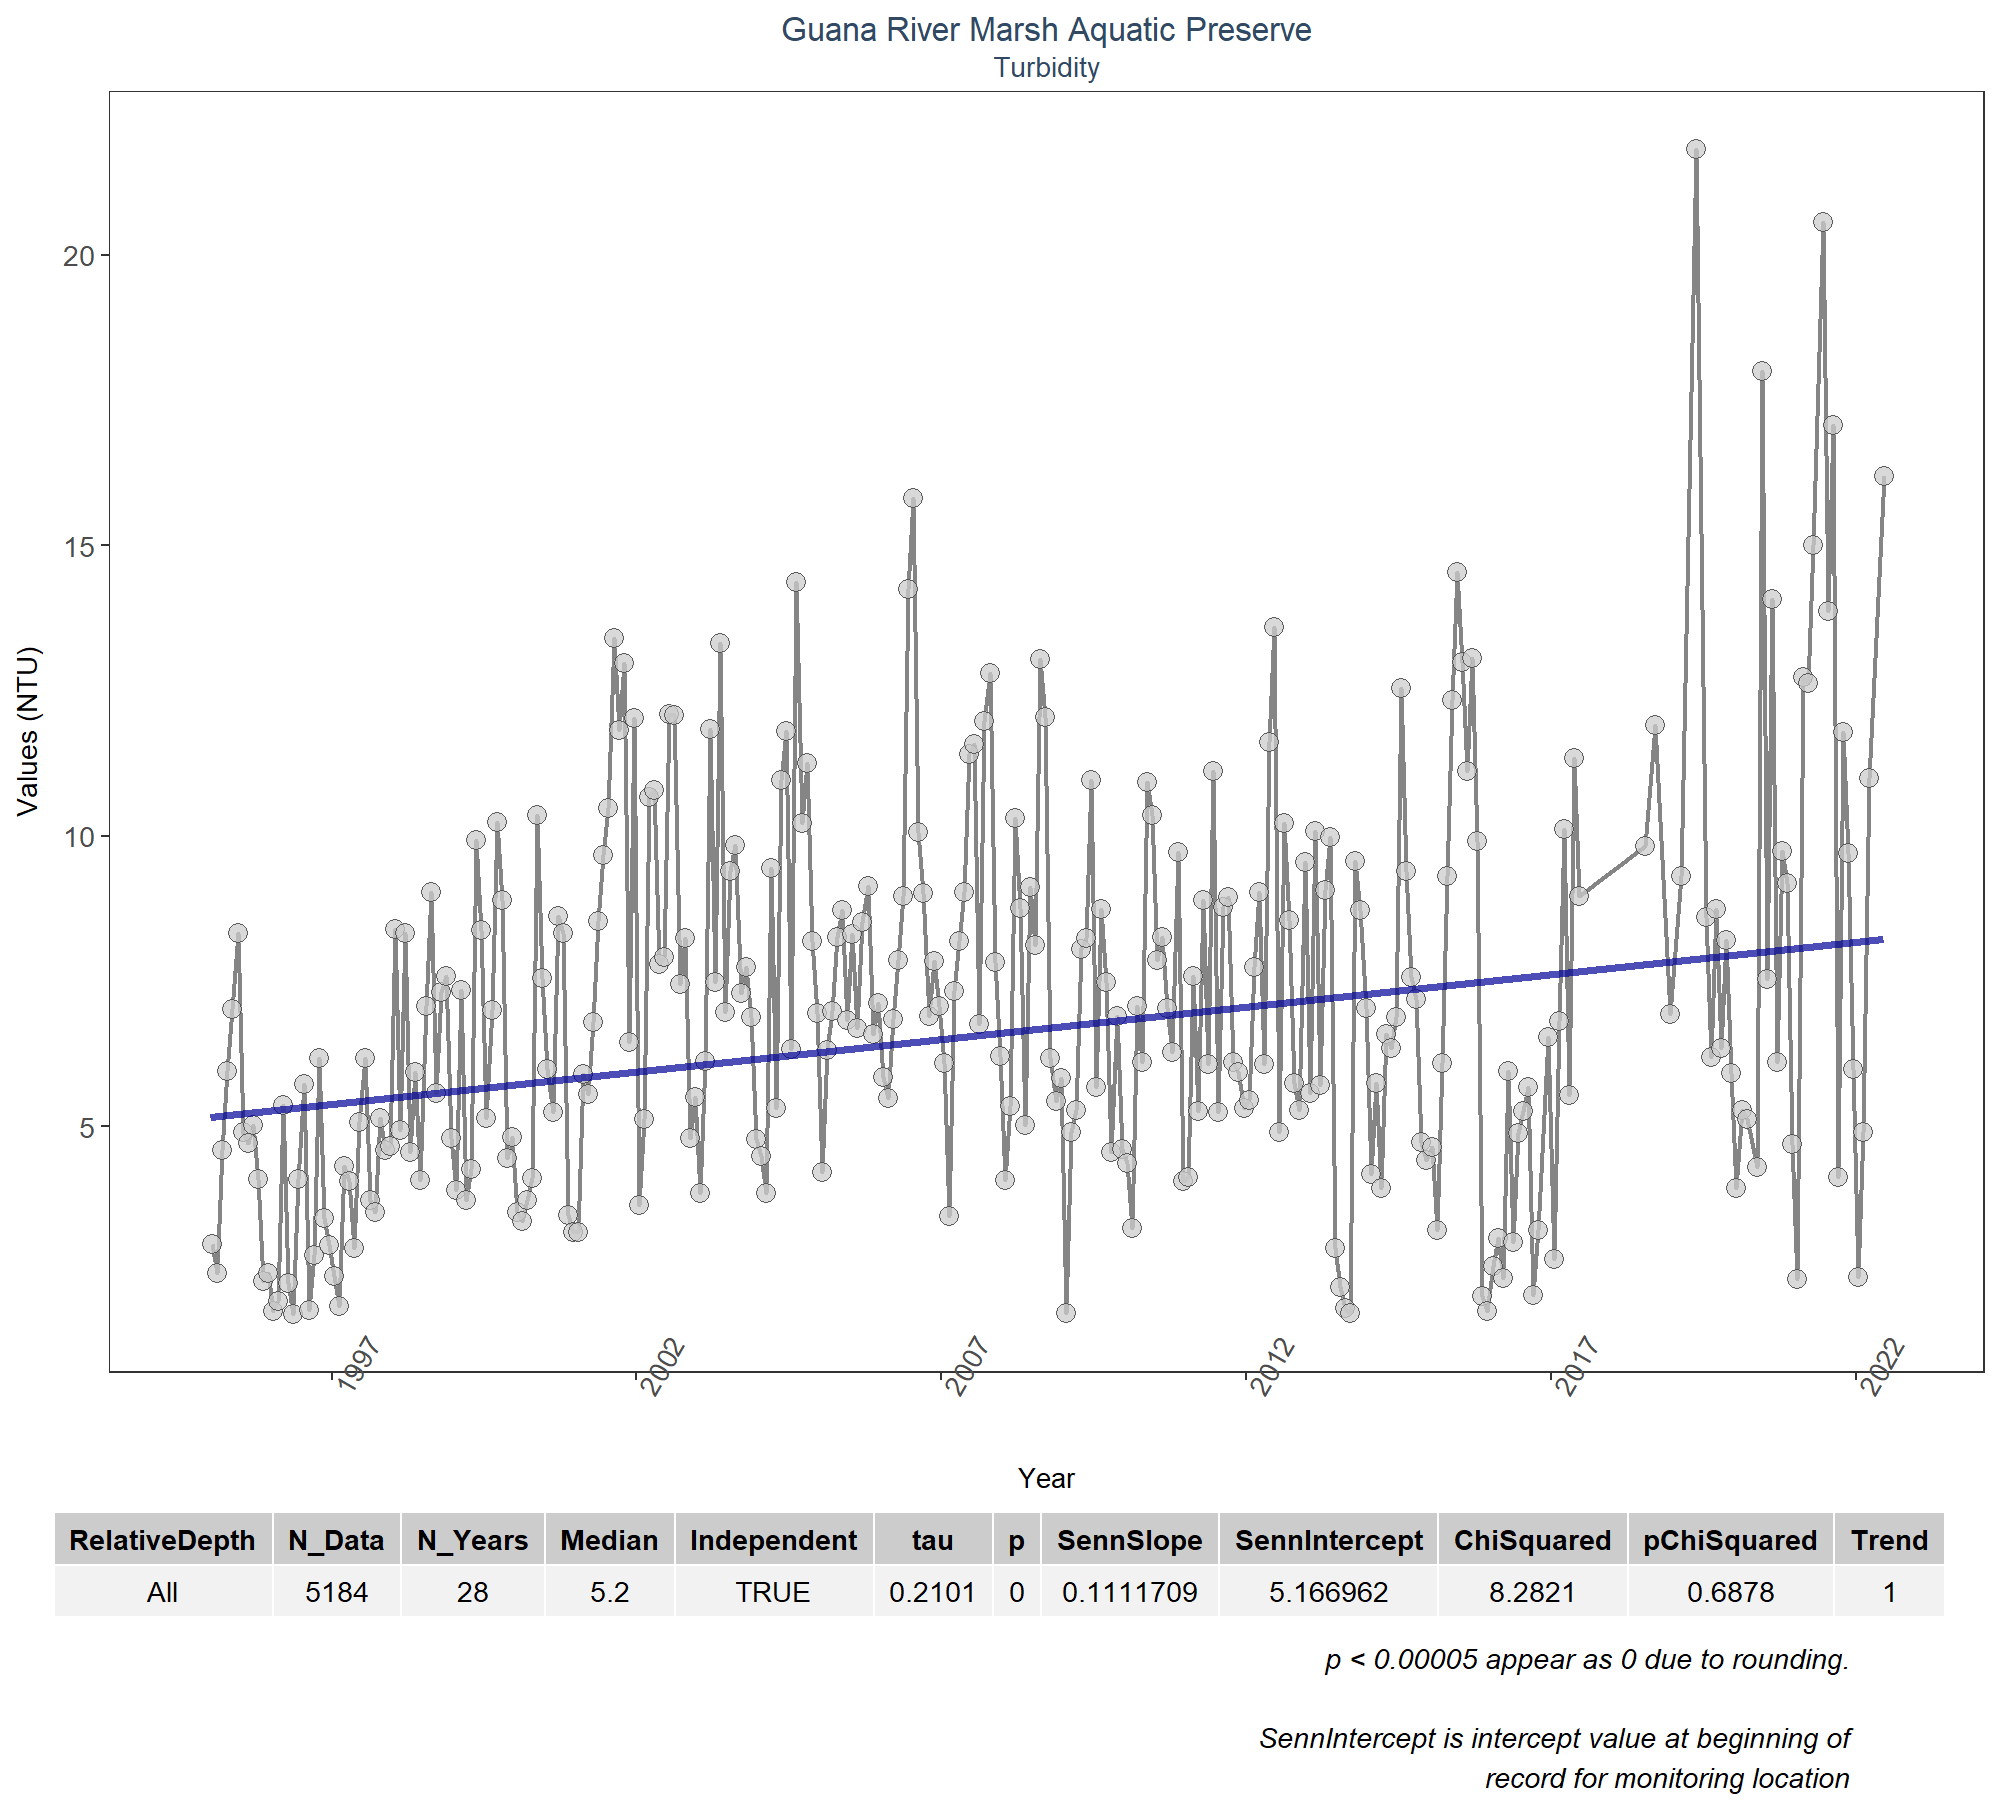 Guana River Marsh Aquatic Preserve
Turbidity
Values (NTU)
20
15
10
5
1997 2002 2007 2012 2017 2022
Year
RelativeDepth N_Data N_Years Median Independent tau p SennSlope SennIntercept ChiSquared pChiSquared Trend
All 5184 28 5.2 TRUE 0.2101 0 0.1111709 5.166962 8.2821 0.6878 1
p < 0.00005 appear as 0 due to rounding.
SennIntercept is intercept value at beginning of
record for monitoring location